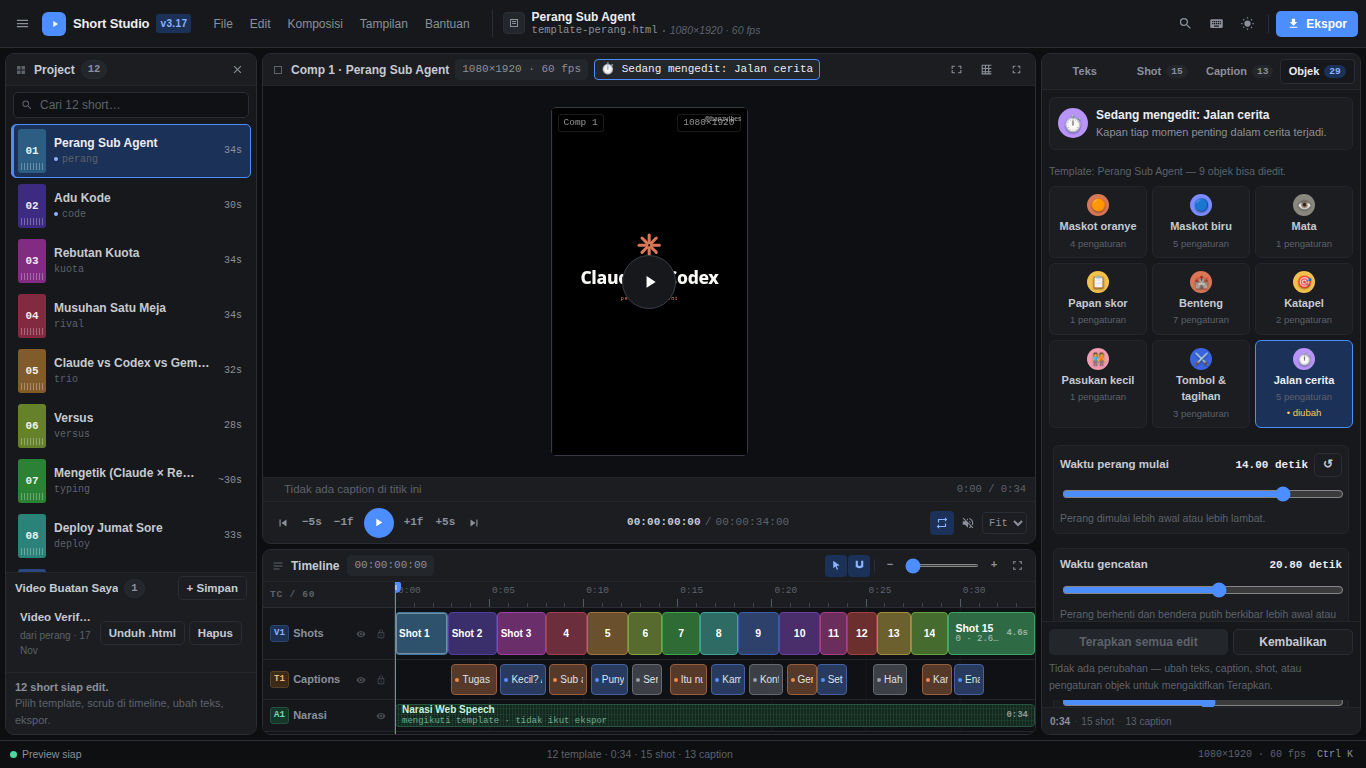 Short Studio v3.17 File Edit Komposisi Tampilan Bantuan
Perang Sub Agent
template-perang.html · 1080×1920 · 60 fps
Ekspor
Project 12
Cari 12 short…
01 Perang Sub Agent 34s
perang
02 Adu Kode 30s
code
03 Rebutan Kuota 34s
kuota
04 Musuhan Satu Meja 34s
rival
05 Claude vs Codex vs Gem… 32s
trio
06 Versus 28s
versus
07 Mengetik (Claude × Re… ~30s
typing
08 Deploy Jumat Sore 33s
deploy
Video Buatan Saya 1 + Simpan
Video Verif…
dari perang · 17 Nov
Unduh .html Hapus
12 short siap edit.
Pilih template, scrub di timeline, ubah teks, ekspor.
Comp 1 · Perang Sub Agent 1080×1920 · 60 fps Sedang mengedit: Jalan cerita
Comp 1 1080×1920
Tidak ada caption di titik ini 0:00 / 0:34
−5s −1f +1f +5s 00:00:00:00 / 00:00:34:00 Fit
Timeline 00:00:00:00
− +
TC / 60 0:05 0:10 0:15 0:20 0:25 0:30
V1 Shots Shot 1 Shot 2 Shot 3 4 5 6 7 8 9 10 11 12 13 14 Shot 15 4.6s
0 · 2.6…
T1 Captions Tugas Kecil? Sub Puny Ser Itu Kam Kont Ger Set Hah Kar Ena
A1 Narasi Narasi Web Speech 0:34
mengikuti template · tidak ikut ekspor
Teks Shot 15 Caption 13 Objek 29
Sedang mengedit: Jalan cerita
Kapan tiap momen penting dalam cerita terjadi.
Template: Perang Sub Agent — 9 objek bisa diedit.
Maskot oranye
4 pengaturan
Maskot biru
5 pengaturan
Mata
1 pengaturan
Papan skor
1 pengaturan
Benteng
7 pengaturan
Katapel
2 pengaturan
Pasukan kecil
1 pengaturan
Tombol & tagihan
3 pengaturan
Jalan cerita
5 pengaturan
• diubah
Waktu perang mulai 14.00 detik ↺
Perang dimulai lebih awal atau lebih lambat.
Waktu gencatan 20.80 detik
Perang berhenti dan bendera putih berkibar lebih awal atau
Terapkan semua edit Kembalikan
Tidak ada perubahan — ubah teks, caption, shot, atau
pengaturan objek untuk mengaktifkan Terapkan.
0:34 15 shot · 13 caption
Preview siap 12 template · 0:34 · 15 shot · 13 caption 1080×1920 · 60 fps Ctrl K